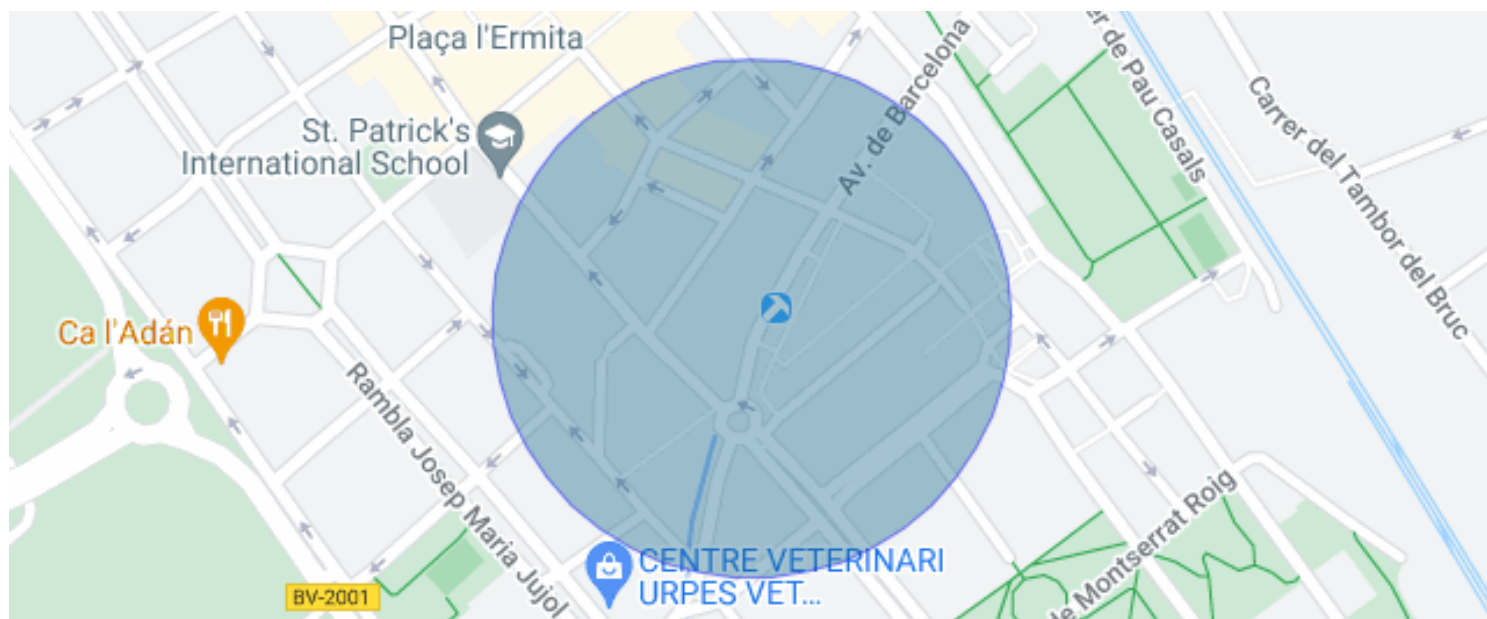 Plaça l'Ermita
St. Patrick's
International School
Av. de Barcelona
er de Pau Casals
Carrer del Tambor del Bruc
Ca l'Adán
Rambla Josep Maria Jujol
de Montserrat Roig
CENTRE VETERINARI
URPES VET...
BV-2001